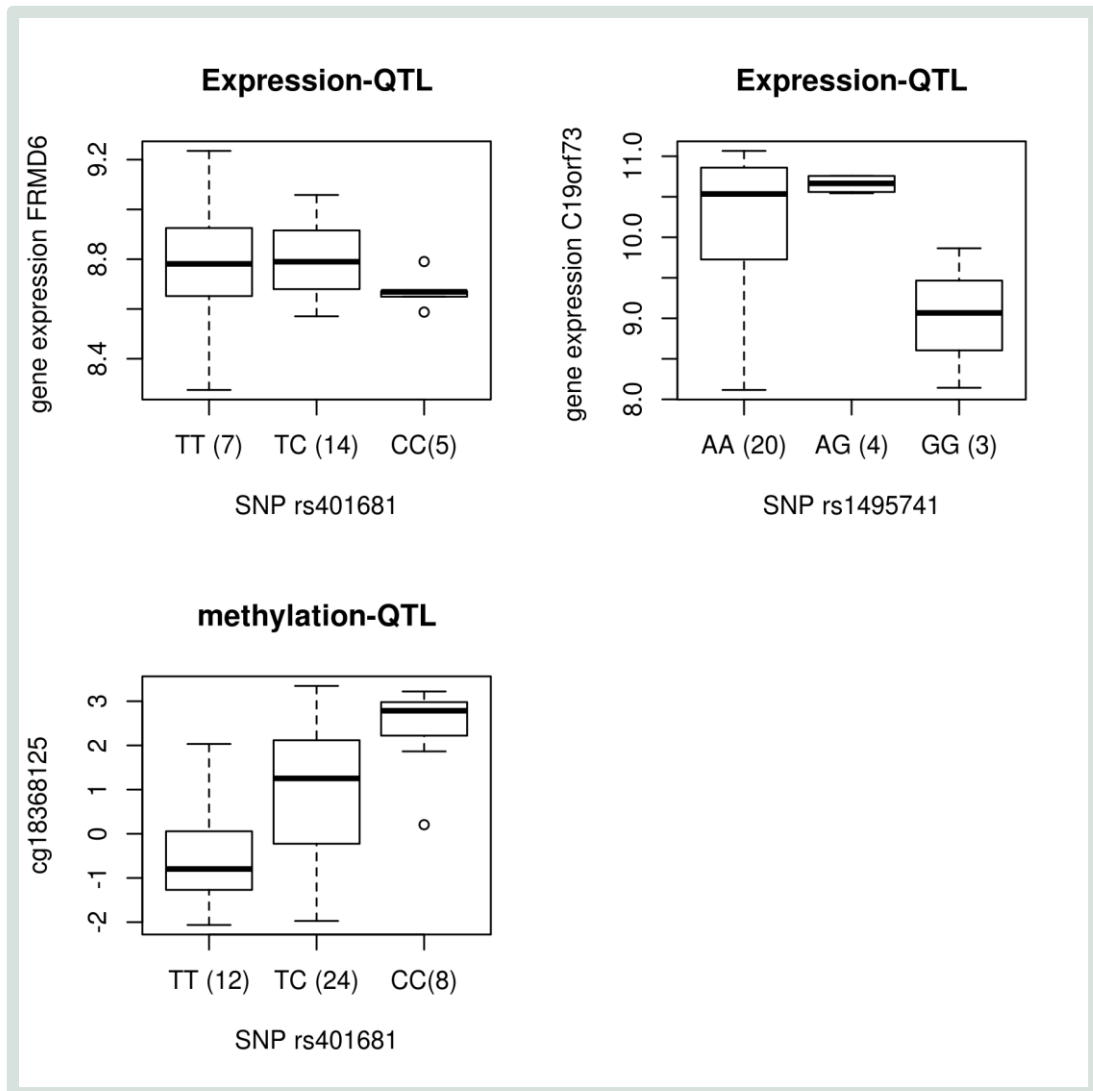 Expression-QTL
gene expression FRMD6
9.2
8.8
8.4
TT (7) TC (14) CC(5)
SNP rs401681
Expression-QTL
gene expression C19orf73
11.0
10.0
9.0
8.0
AA (20) AG (4) GG (3)
SNP rs1495741
methylation-QTL
cg18368125
3
2
1
0
-1
-2
TT (12) TC (24) CC(8)
SNP rs401681